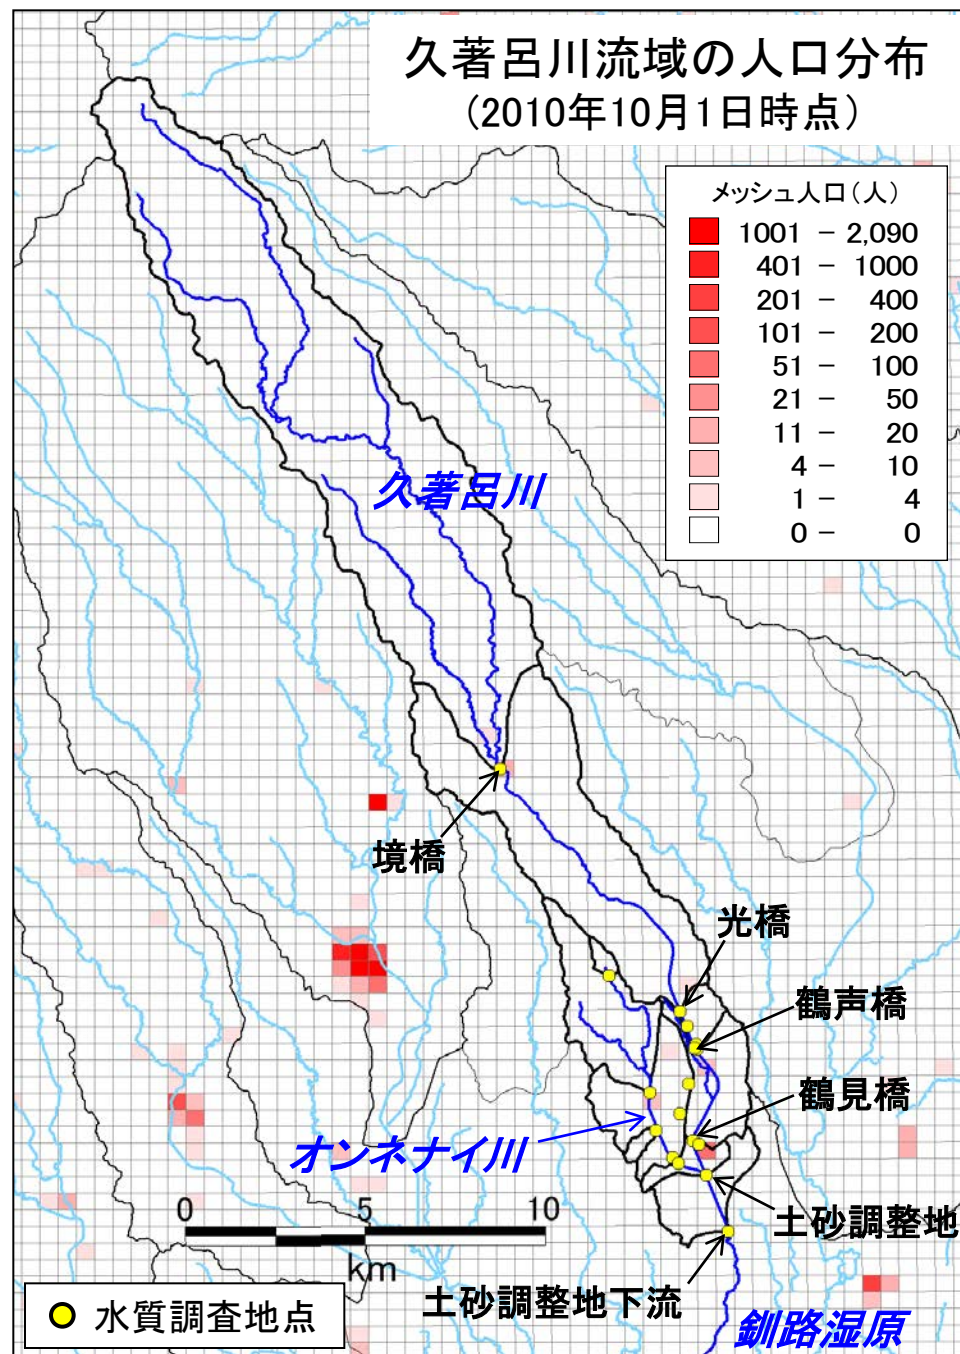 久著呂川流域の人口分布
(2010年10月1日時点)
メッシュ人口(人)
1001 - 2,090
401 - 1000
201 - 400
101 - 200
51 - 100
21 - 50
11 - 20
4 - 10
1 - 4
0 - 0
久著呂川
境橋
光橋
鶴声橋
鶴見橋
オンネナイ川
土砂調整地
0 5 10
km
土砂調整地下流
水質調査地点
釧路湿原